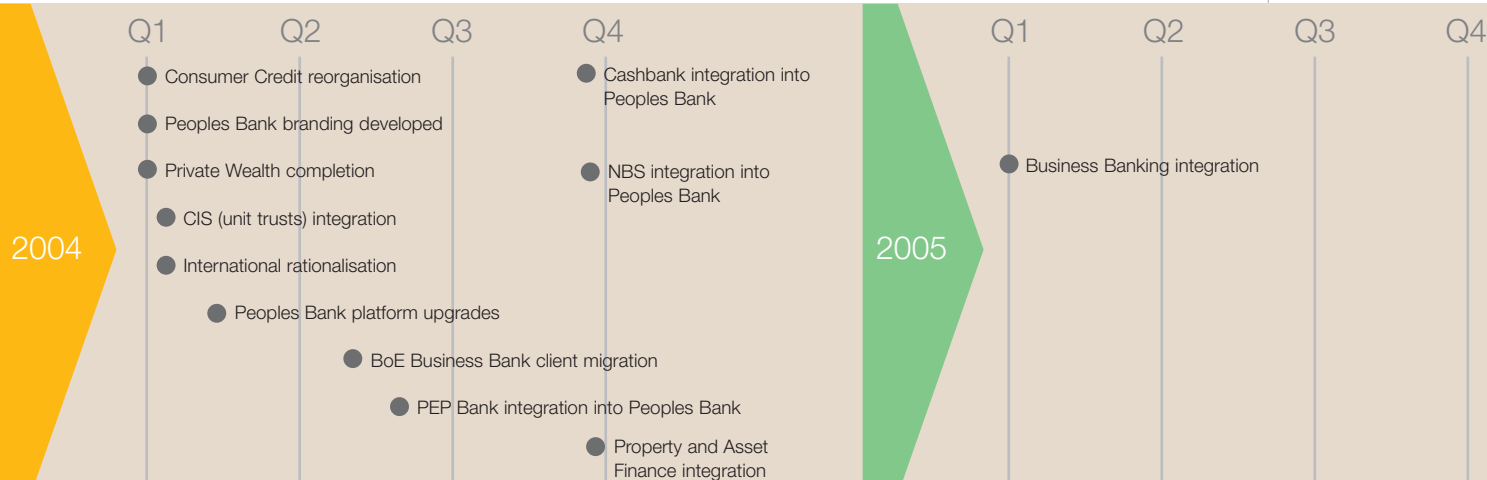 2004
Q1
Q2
Q3
Q4
Consumer Credit reorganisation
Peoples Bank branding developed
Private Wealth completion
CIS (unit trusts) integration
International rationalisation
Peoples Bank platform upgrades
BoE Business Bank client migration
PEP Bank integration into Peoples Bank
Cashbank integration into
Peoples Bank
NBS integration into
Peoples Bank
Property and Asset
Finance integration
2005
Q1
Q2
Q3
Q4
Business Banking integration